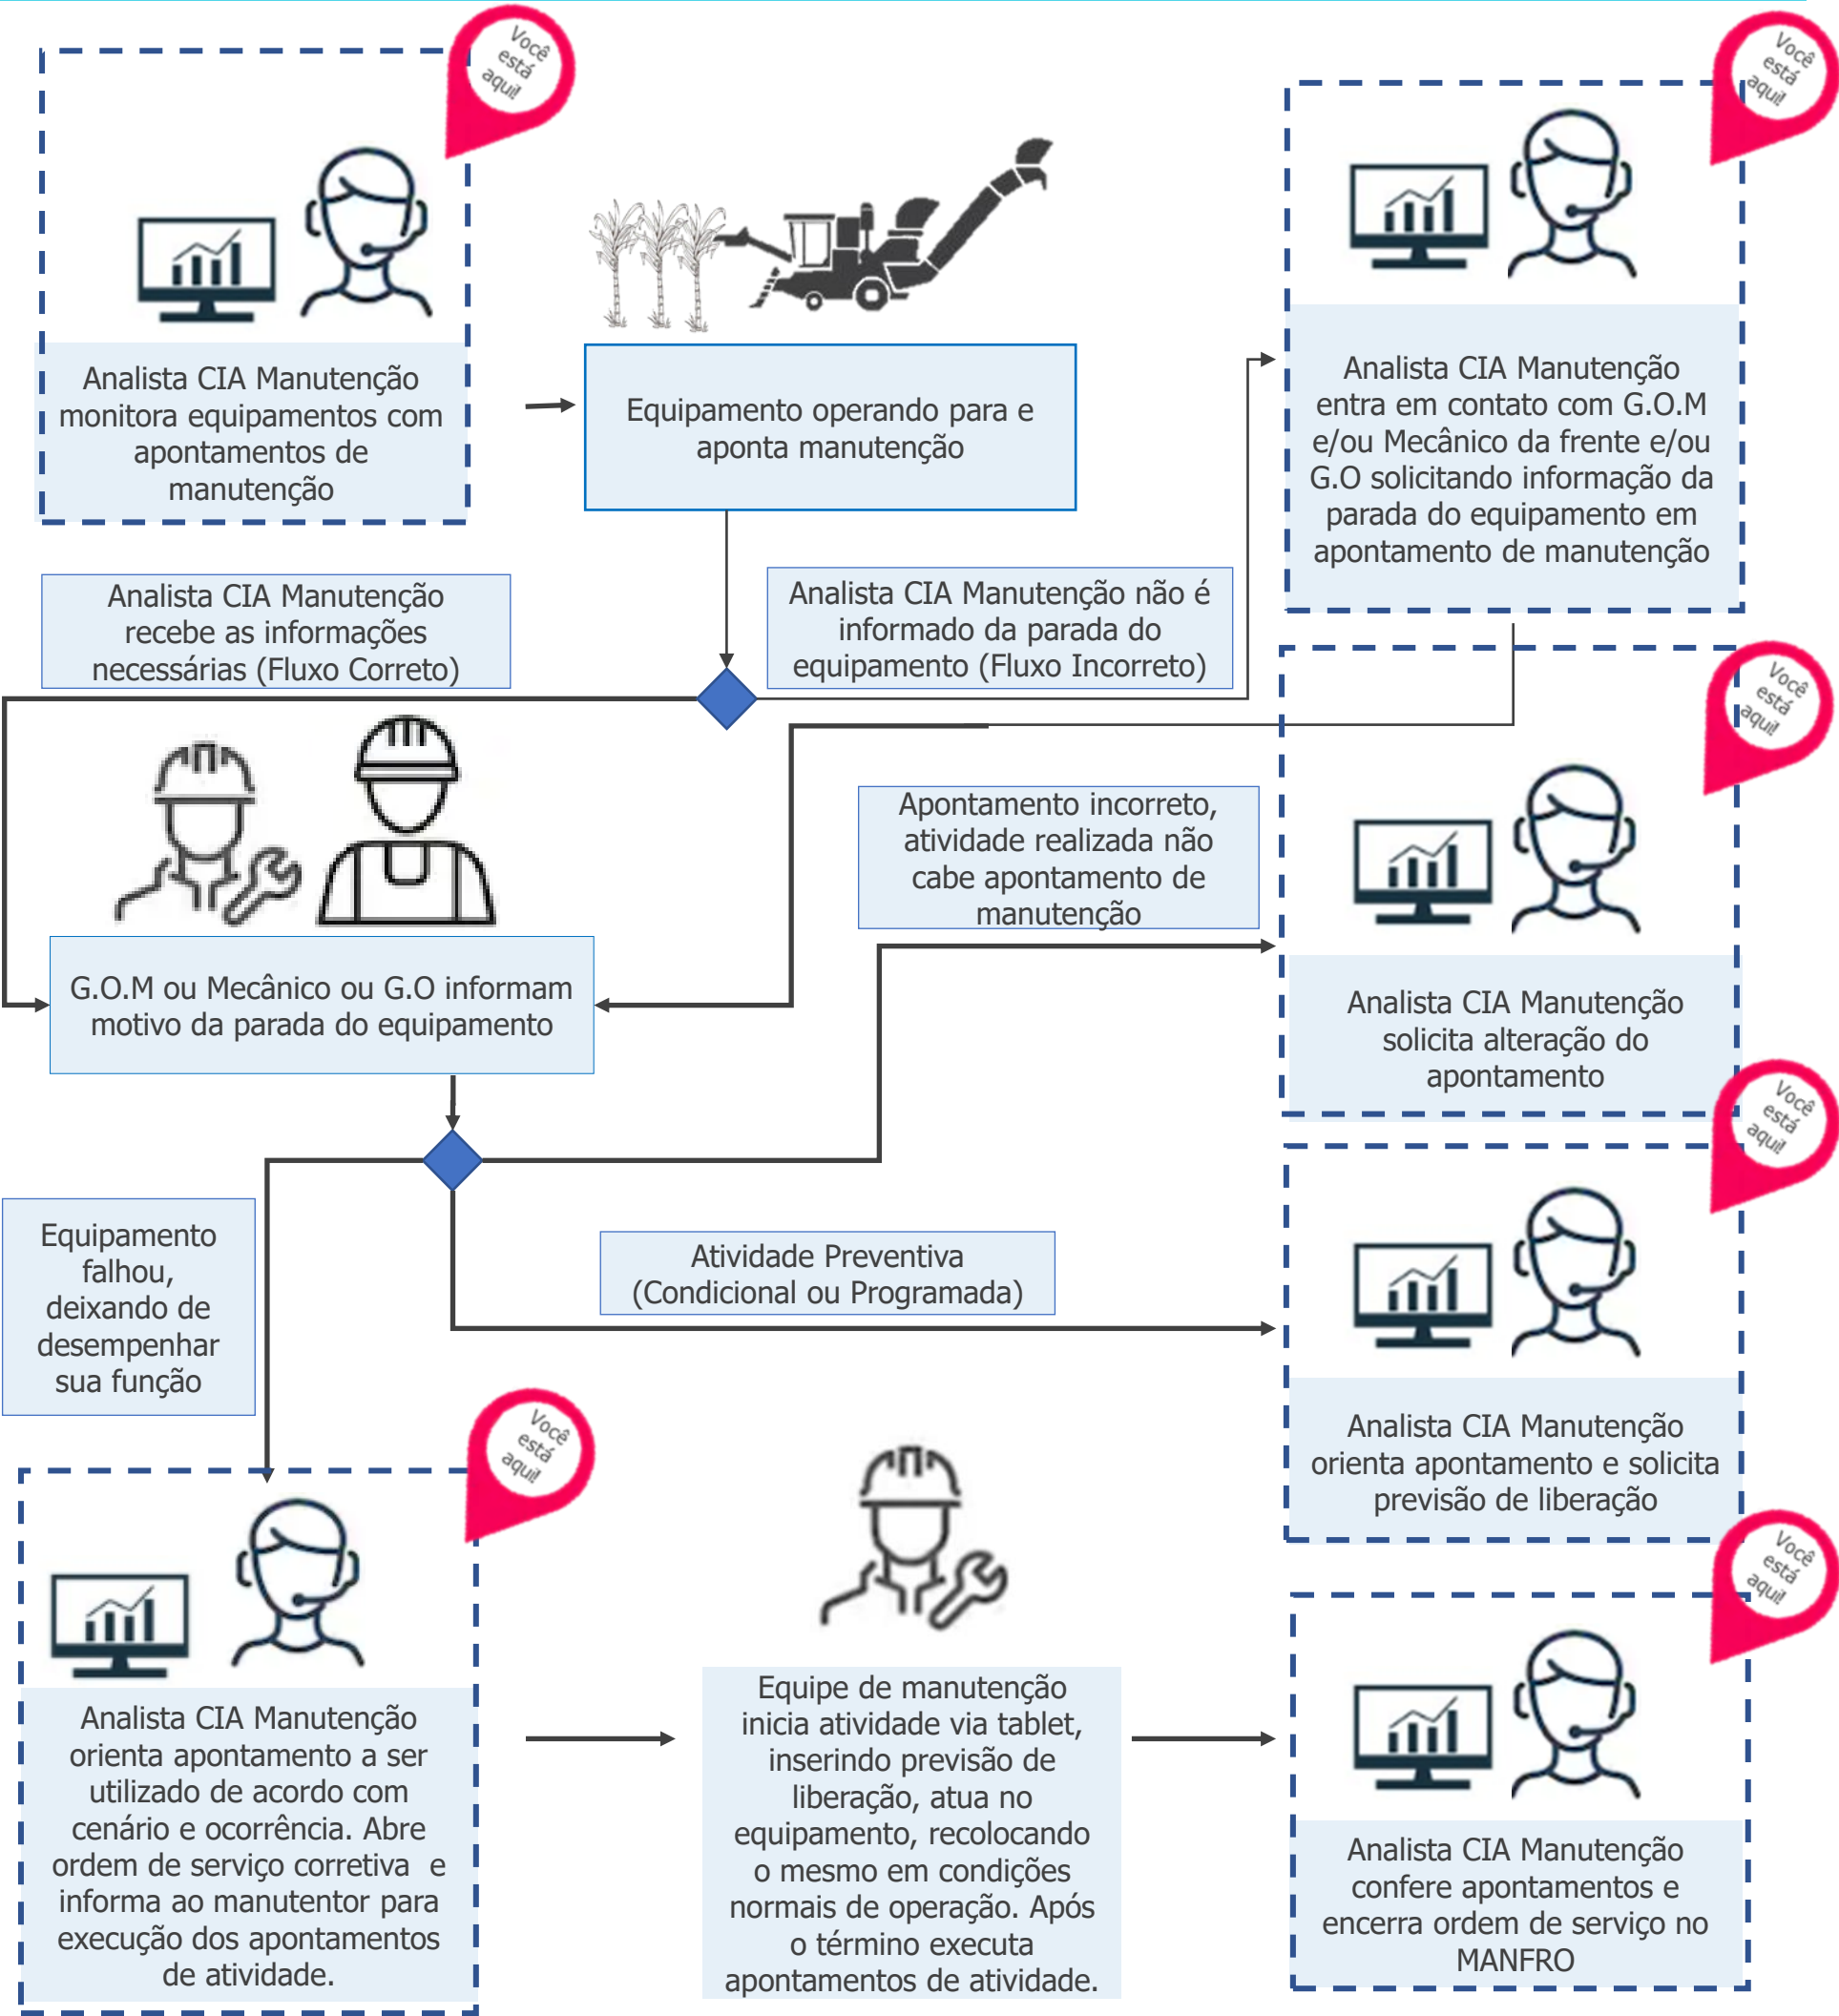 Você
está
aqui!
Você
está
aqui!
Analista CIA Manutenção
monitora equipamentos com
apontamentos de
manutenção
Equipamento operando para e
aponta manutenção
Analista CIA Manutenção
entra em contato com G.O.M
e/ou Mecânico da frente e/ou
G.O solicitando informação da
parada do equipamento em
apontamento de manutenção
Analista CIA Manutenção
recebe as informações
necessárias (Fluxo Correto)
Analista CIA Manutenção não é
informado da parada do
equipamento (Fluxo Incorreto)
Você
está
aqui!
Apontamento incorreto,
atividade realizada não
cabe apontamento de
manutenção
G.O.M ou Mecânico ou G.O informam
motivo da parada do equipamento
Analista CIA Manutenção
solicita alteração do
apontamento
Você
está
aqui!
Equipamento
falhou,
deixando de
desempenhar
sua função
Atividade Preventiva
(Condicional ou Programada)
Analista CIA Manutenção
orienta apontamento e solicita
previsão de liberação
Você
está
aqui!
Você
está
aqui!
Analista CIA Manutenção
orienta apontamento a ser
utilizado de acordo com
cenário e ocorrência. Abre
ordem de serviço corretiva  e
informa ao manutentor para
execução dos apontamentos
de atividade.
Equipe de manutenção
inicia atividade via tablet,
inserindo previsão de
liberação, atua no
equipamento, recolocando
o mesmo em condições
normais de operação. Após
o término executa
apontamentos de atividade.
Analista CIA Manutenção
confere apontamentos e
encerra ordem de serviço no
MANFRO